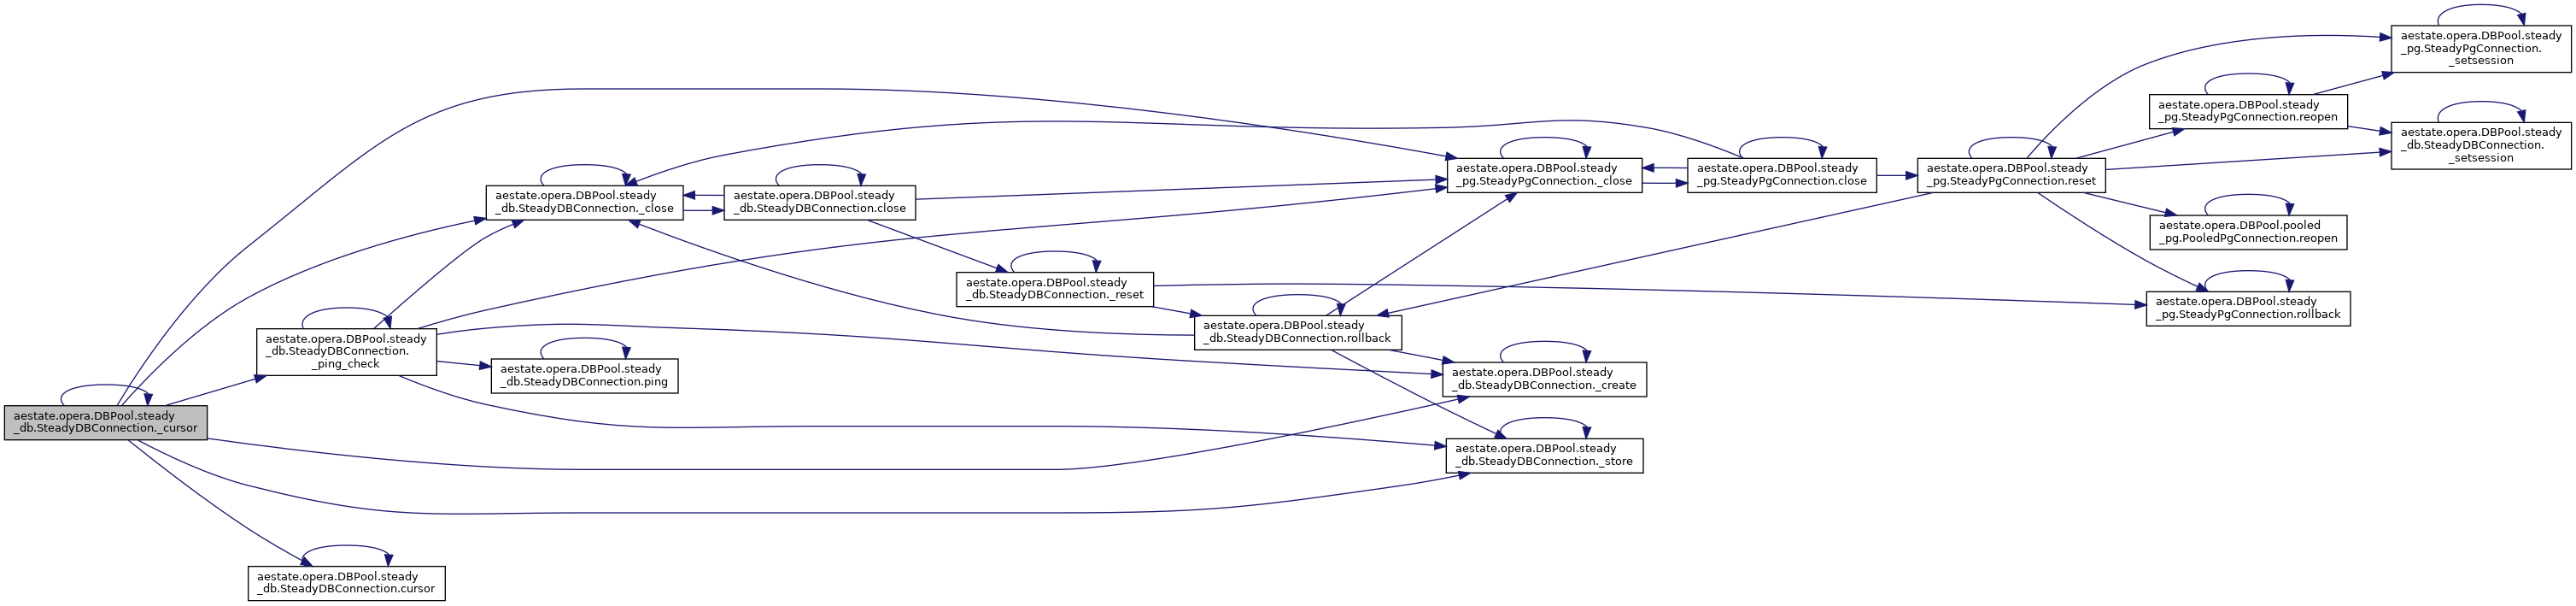 aestate.opera.DBPool.steady
_db.SteadyDBConnection._cursor
aestate.opera.DBPool.steady
_db.SteadyDBConnection.
_ping_check
aestate.opera.DBPool.steady
_db.SteadyDBConnection.cursor
aestate.opera.DBPool.steady
_db.SteadyDBConnection._close
aestate.opera.DBPool.steady
_db.SteadyDBConnection.ping
aestate.opera.DBPool.steady
_db.SteadyDBConnection.close
aestate.opera.DBPool.steady
_db.SteadyDBConnection._reset
aestate.opera.DBPool.steady
_db.SteadyDBConnection.rollback
aestate.opera.DBPool.steady
_pg.SteadyPgConnection._close
aestate.opera.DBPool.steady
_db.SteadyDBConnection._create
aestate.opera.DBPool.steady
_db.SteadyDBConnection._store
aestate.opera.DBPool.steady
_pg.SteadyPgConnection.close
aestate.opera.DBPool.steady
_pg.SteadyPgConnection.reset
aestate.opera.DBPool.steady
_pg.SteadyPgConnection.reopen
aestate.opera.DBPool.pooled
_pg.PooledPgConnection.reopen
aestate.opera.DBPool.steady
_pg.SteadyPgConnection.rollback
aestate.opera.DBPool.steady
_pg.SteadyPgConnection.
_setsession
aestate.opera.DBPool.steady
_db.SteadyDBConnection.
_setsession